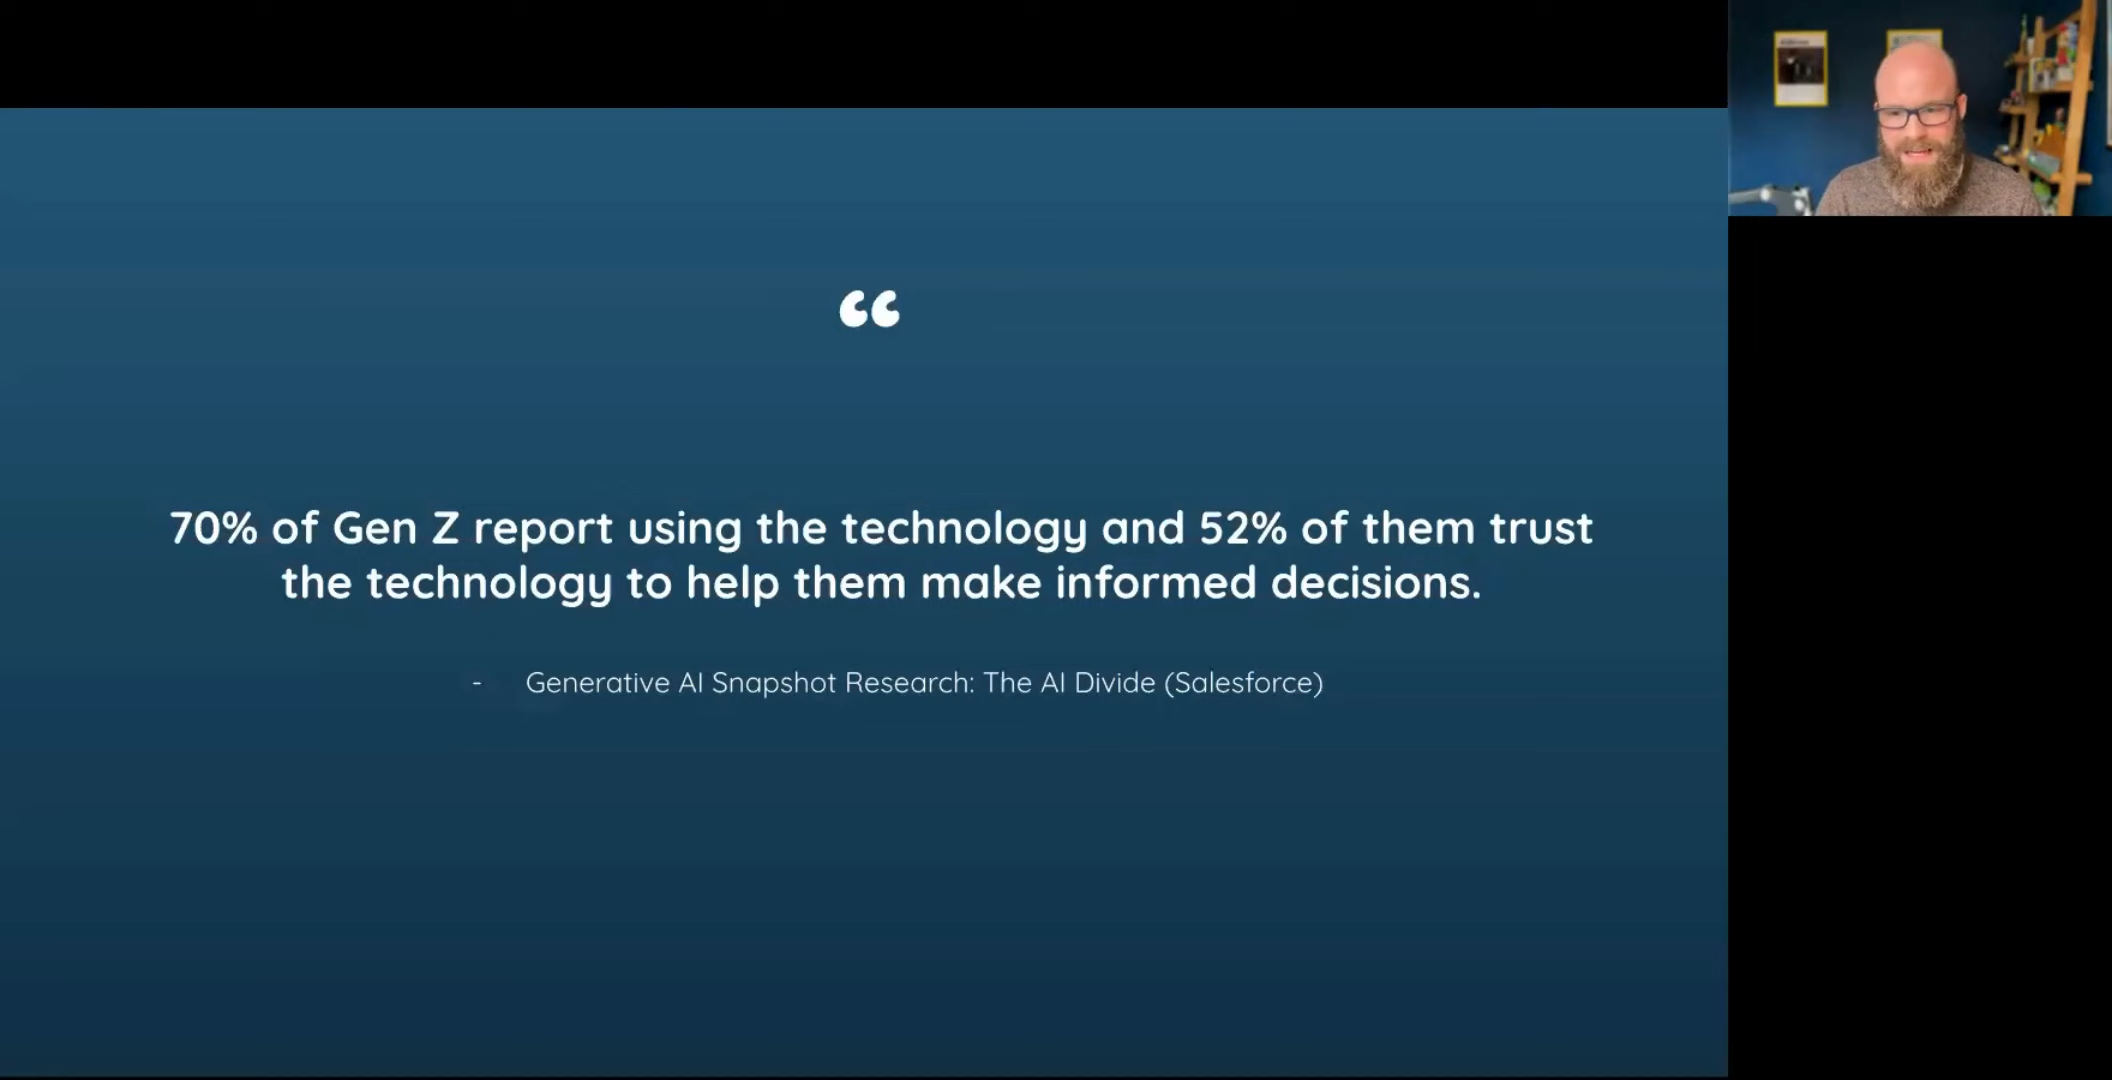 “
70% of Gen Z report using the technology and 52% of them trust
the technology to help them make informed decisions.
- Generative AI Snapshot Research: The AI Divide (Salesforce)